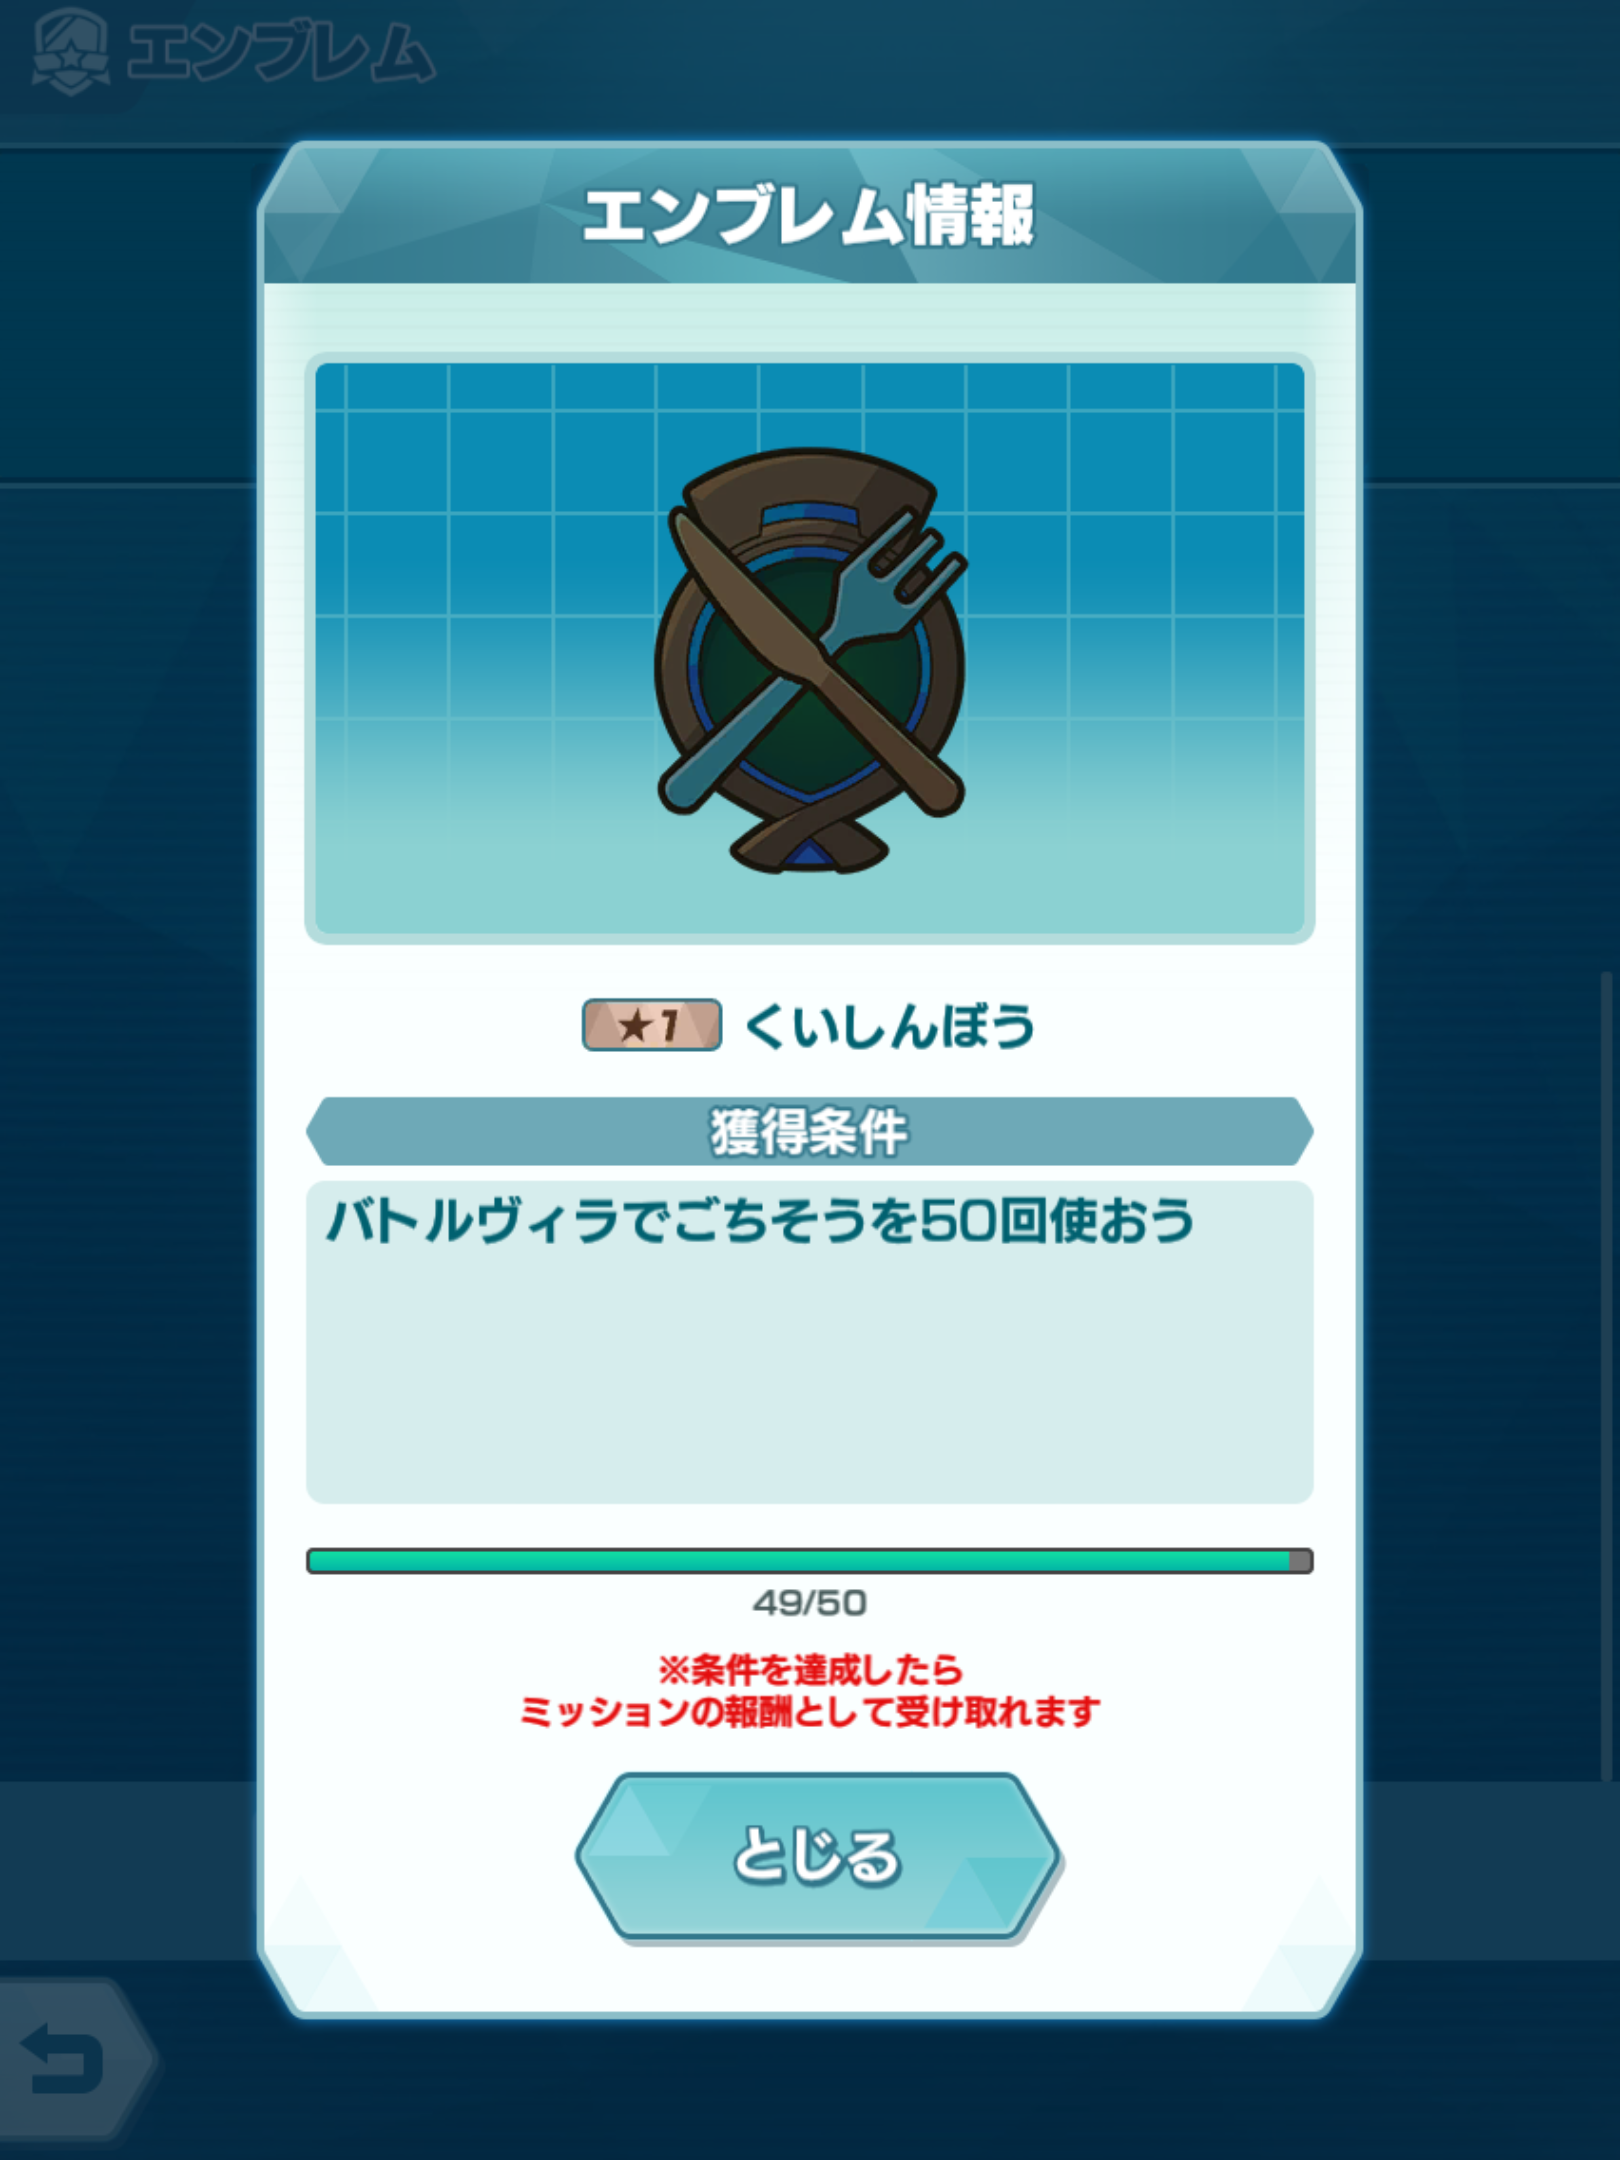 エンブレム
エンブレム情報
★1 くいしんぼう
獲得条件
バトルヴィラでごちそうを50回使おう
49/50
※条件を達成したら
ミッションの報酬として受け取れます
とじる